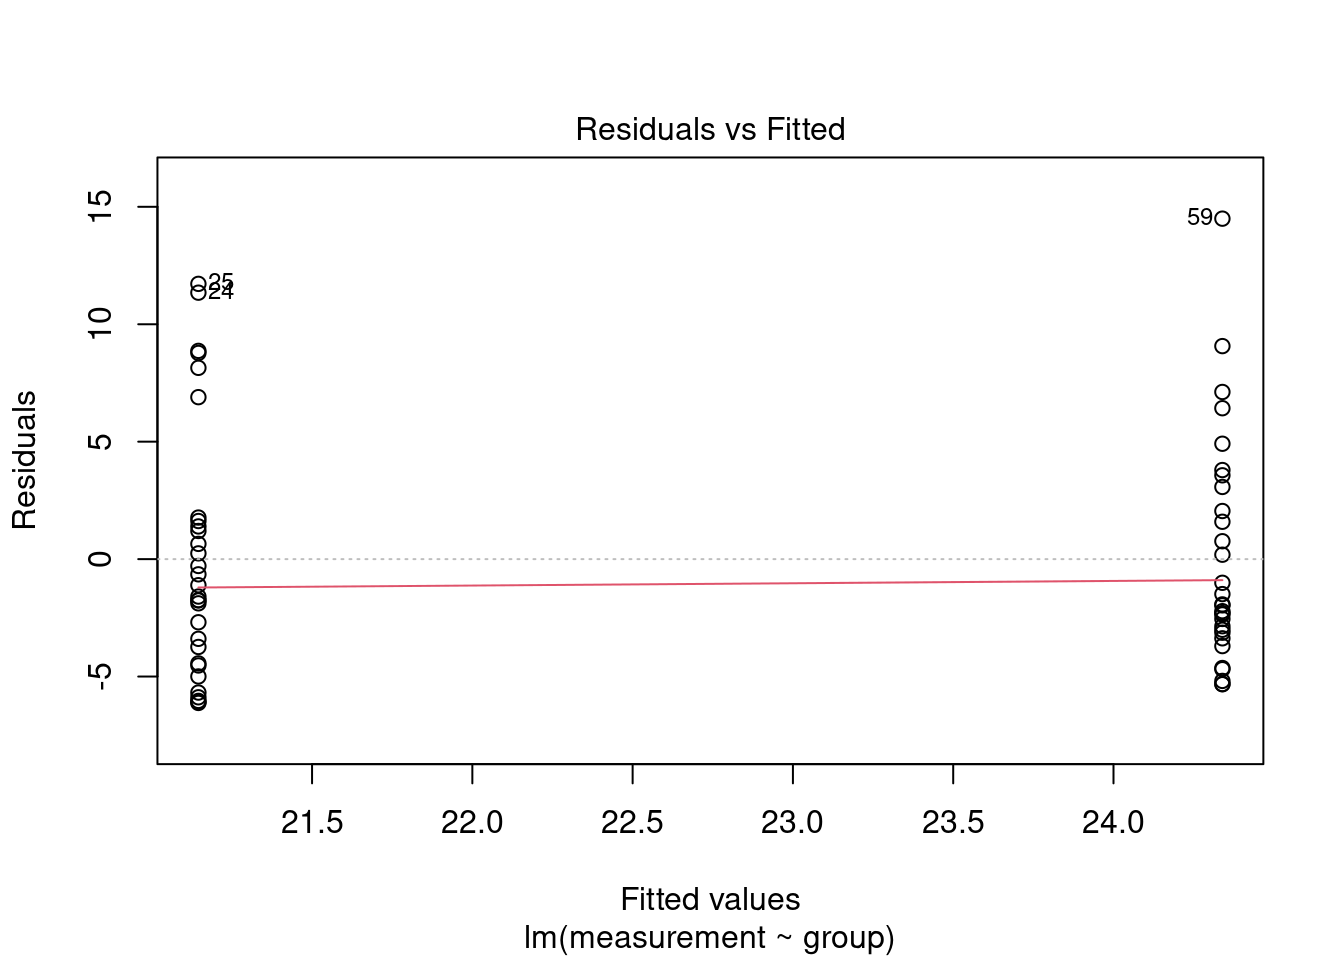 Residuals vs Fitted
Residuals
15
10
5
0
-5
59
25
24
21.5 22.0 22.5 23.0 23.5 24.0
Fitted values
lm(measurement ~ group)